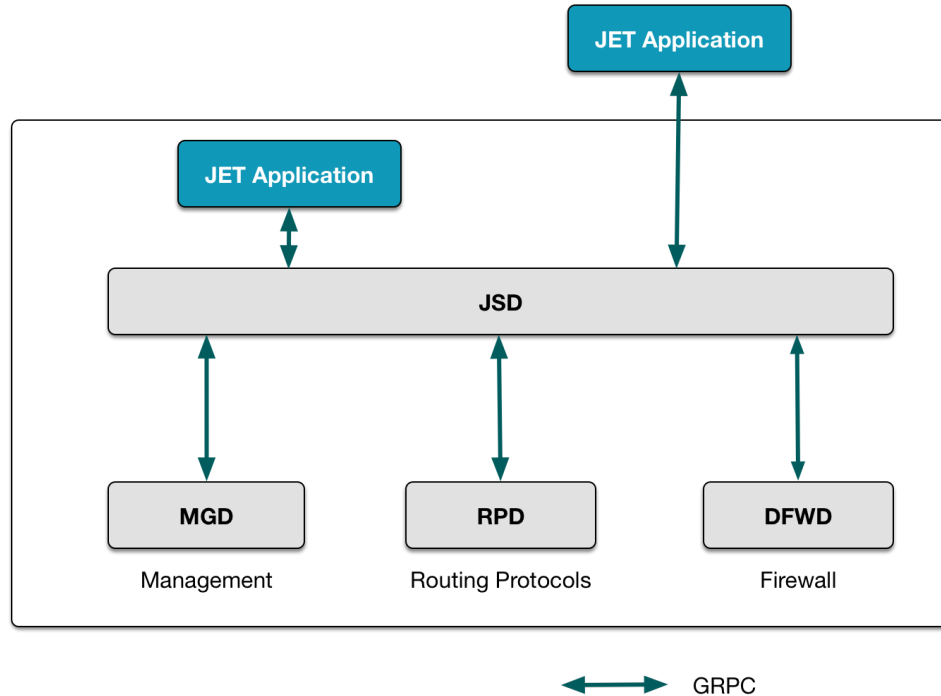 JET Application
JET Application
JSD
MGD
RPD
DFWD
Management
Routing Protocols
Firewall
GRPC